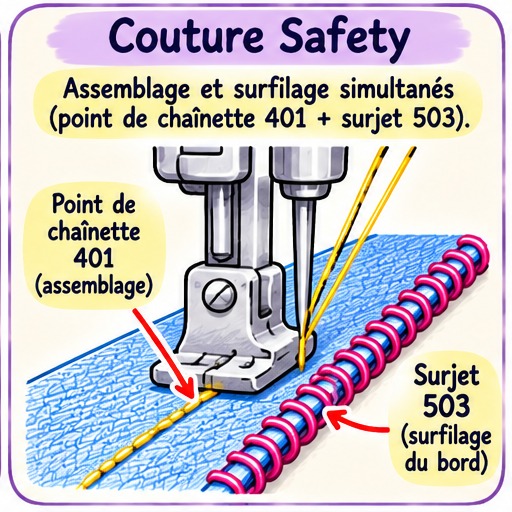 Couture Safety
Assemblage et surfilage simultanés
(point de chaînette 401 + surjet 503).
Point de
chaînette
401
(assemblage)
Surjet
503
(surfilage
du bord)